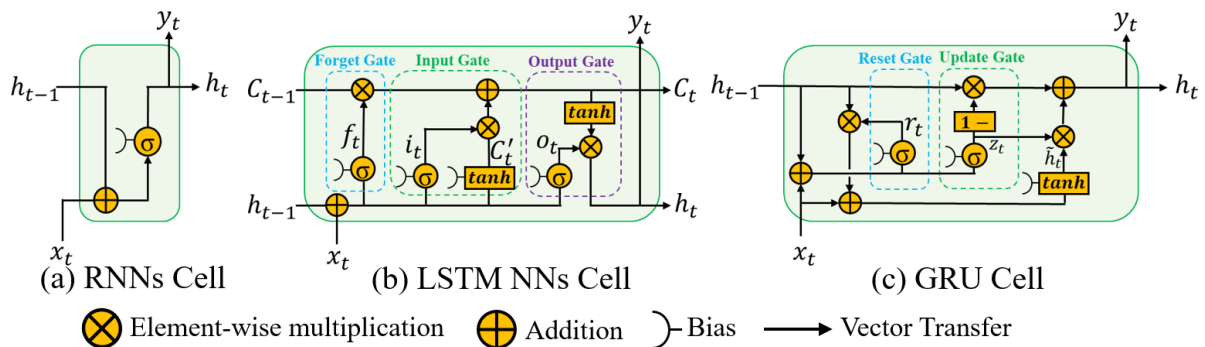 y_t
h_{t-1}
h_t
σ
x_t
(a) RNNs Cell
y_t
Forget Gate
Input Gate
Output Gate
C_{t-1}
C_t
tanh
f_t
i_t
C'_t
o_t
σ
σ
tanh
σ
h_{t-1}
h_t
x_t
(b) LSTM NNs Cell
y_t
Reset Gate
Update Gate
h_{t-1}
h_t
1 -
r_t
z_t
h̃_t
σ
σ
tanh
x_t
(c) GRU Cell
Element-wise multiplication
Addition
Bias
Vector Transfer